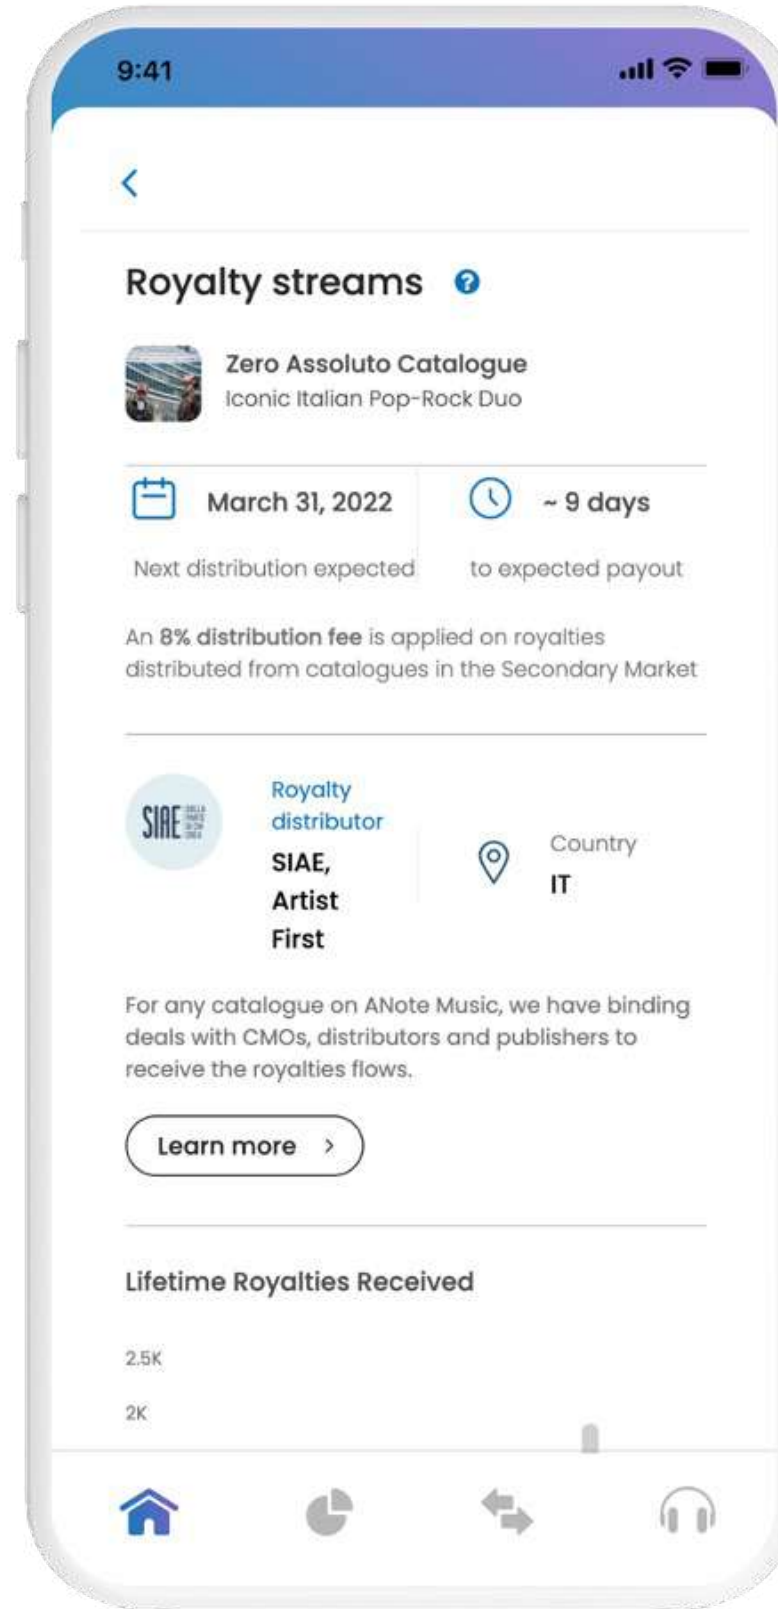 9:41
Royalty streams ?
Zero Assoluto Catalogue
Iconic Italian Pop-Rock Duo
March 31, 2022
~ 9 days
Next distribution expected
to expected payout
An 8% distribution fee is applied on royalties
distributed from catalogues in the Secondary Market
SIAE
Royalty
distributor
SIAE,
Artist
First
Country
IT
For any catalogue on ANote Music, we have binding
deals with CMOs, distributors and publishers to
receive the royalties flows.
Learn more >
Lifetime Royalties Received
2.5K
2K